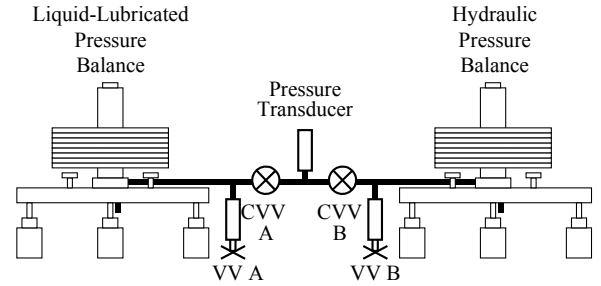 Liquid-Lubricated
Pressure
Balance
Hydraulic
Pressure
Balance
Pressure
Transducer
CVV
A
CVV
B
VV A
VV B